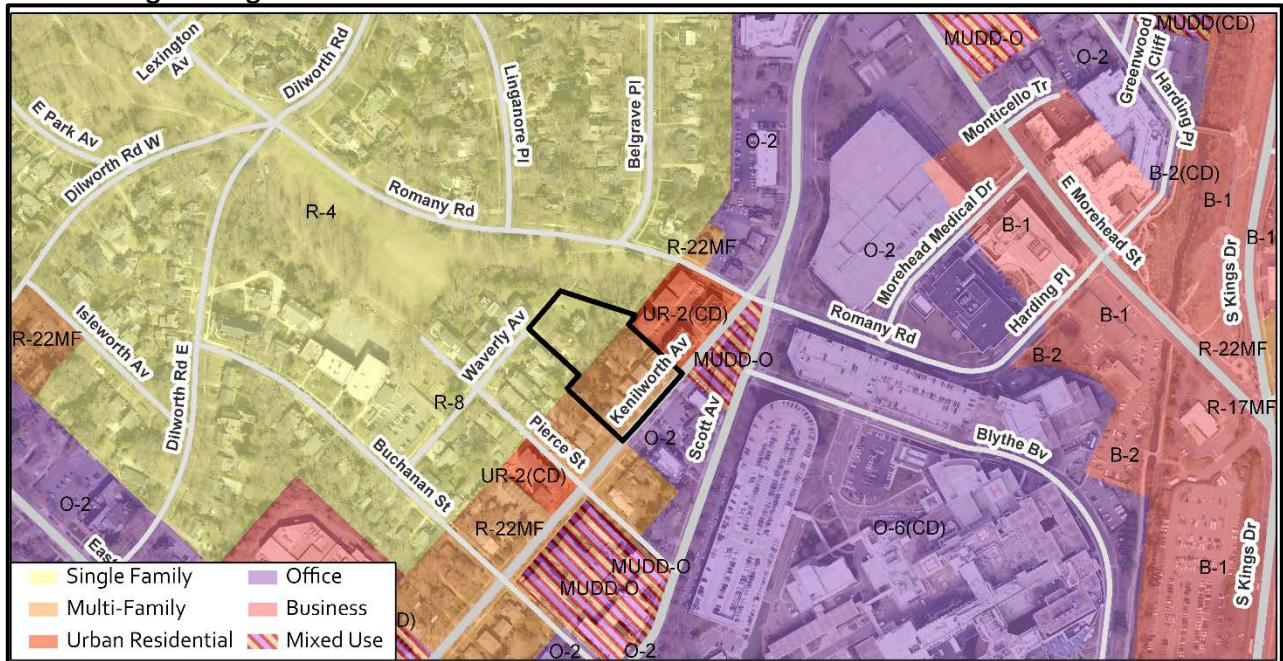 Lexington Av
Dilworth Rd
E Park Av
Dilworth Rd W
R-4
Linganore Pl
Belgrave Pl
Romany Rd
MUDD-O
MUDD(CD)
O-2
Greenwood Cliff
Harding Pl
Monticello Tr
O-2
B-2(CD)
B-1
B-1
E Morehead St
S Kings Dr
Morehead Medical Dr
B-1
O-2
R-22MF
Harding Pl
Romany Rd
B-1
B-2
R-22MF
R-17MF
UR-2(CD)
MUDD-O
Kenilworth Av
Waverly Av
Isleworth Av
R-22MF
Dilworth Rd E
R-8
Pierce St
O-2
Scott Av
Blythe Bv
B-2
Buchanan St
UR-2(CD)
R-22MF
O-6(CD)
B-1
S Kings Dr
O-2
East
MUDD-O
MUDD-O
O-2
O-2
Single Family
Office
Multi-Family
Business
Urban Residential
Mixed Use